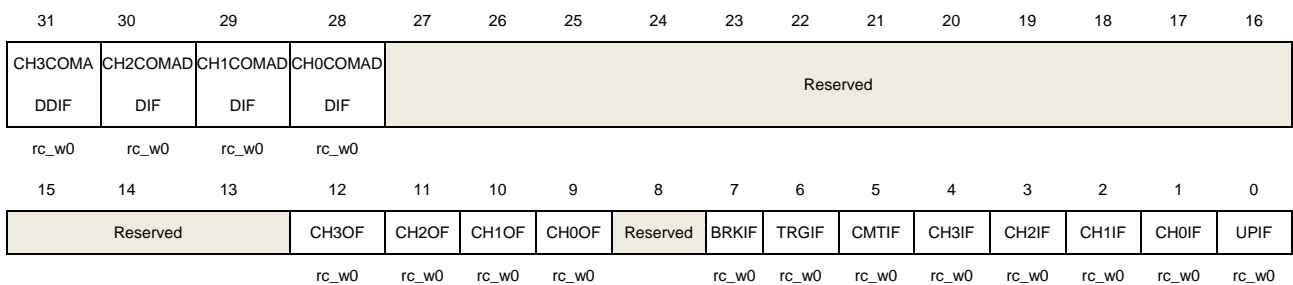 31 30 29 28 27 26 25 24 23 22 21 20 19 18 17 16
CH3COMA CH2COMAD CH1COMAD CH0COMAD
Reserved
DDIF DIF DIF DIF
rc_w0 rc_w0 rc_w0 rc_w0
15 14 13 12 11 10 9 8 7 6 5 4 3 2 1 0
Reserved CH3OF CH2OF CH1OF CH0OF Reserved BRKIF TRGIF CMTIF CH3IF CH2IF CH1IF CH0IF UPIF
rc_w0 rc_w0 rc_w0 rc_w0 rc_w0 rc_w0 rc_w0 rc_w0 rc_w0 rc_w0 rc_w0 rc_w0